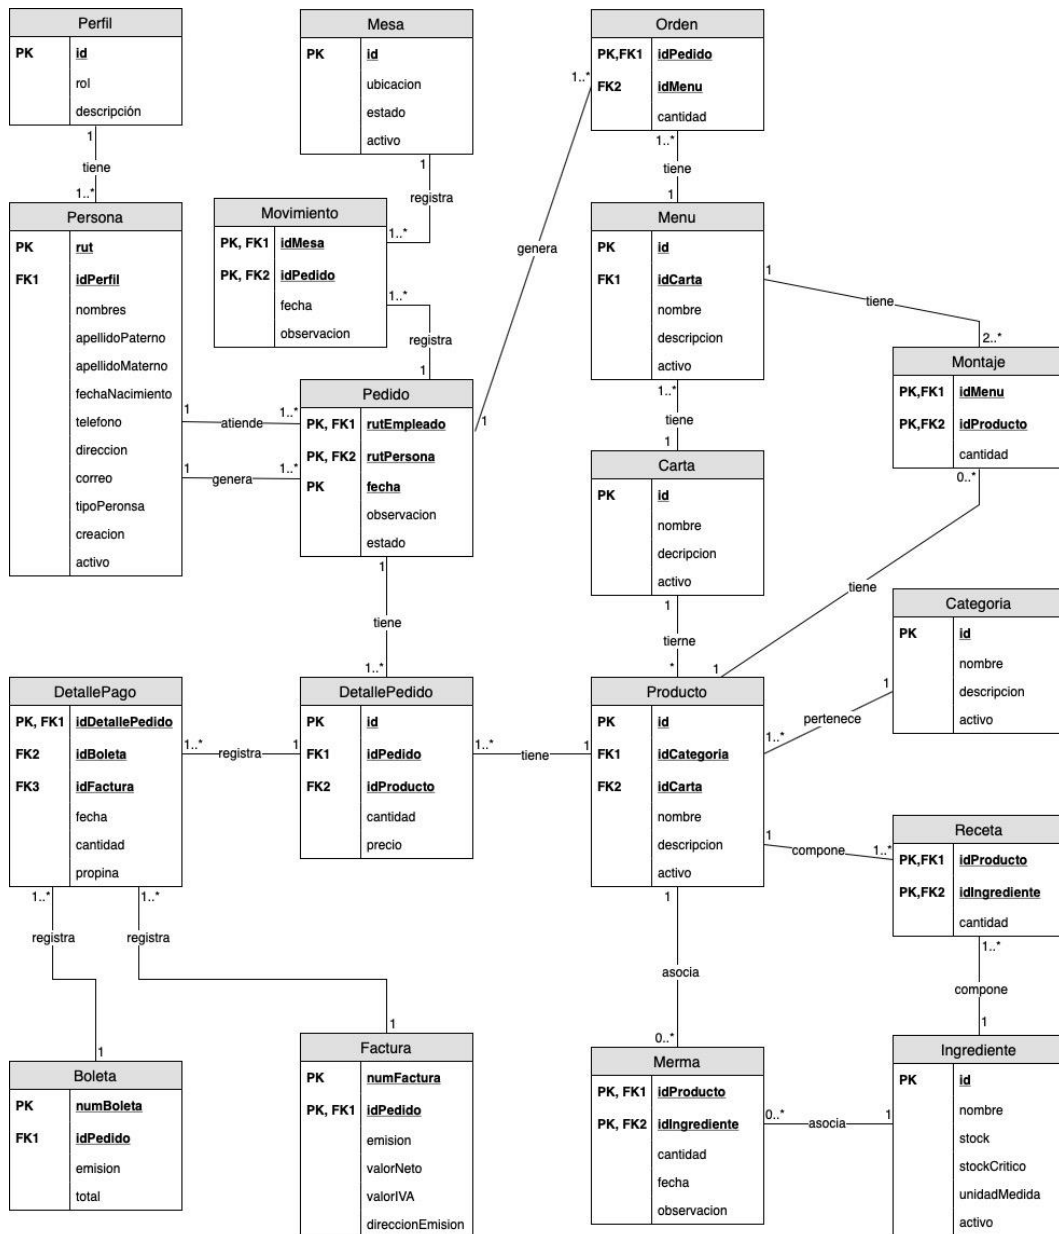 Perfil
PK id
rol
descripción
1
tiene
1..*
Mesa
PK id
ubicacion
estado
activo
1
registra
1..*
Orden
PK,FK1 idPedido
FK2 idMenu
cantidad
1..*
1..*
tiene
1
genera
1
Persona
PK rut
FK1 idPerfil
nombres
apellidoPaterno
apellidoMaterno
fechaNacimiento
telefono
direccion
correo
tipoPeronsa
creacion
activo
Movimiento
PK, FK1 idMesa
PK, FK2 idPedido
fecha
observacion
1..*
registra
1
Menu
PK id
FK1 idCarta
nombre
descripcion
activo
1
tiene
2..*
1..*
tiene
1
Montaje
PK,FK1 idMenu
PK,FK2 idProducto
cantidad
0..*
tiene
1
1
atiende
1..*
1
genera
1..*
Pedido
PK, FK1 rutEmpleado
PK, FK2 rutPersona
PK fecha
observacion
estado
1
tiene
1..*
Carta
PK id
nombre
decripcion
activo
1
tierne
*
Categoria
PK id
nombre
descripcion
activo
1
pertenece
1..*
DetallePago
PK, FK1 idDetallePedido
FK2 idBoleta
FK3 idFactura
fecha
cantidad
propina
1..*
registra
1
DetallePedido
PK id
FK1 idPedido
FK2 idProducto
cantidad
precio
1..*
tiene
1
Producto
PK id
FK1 idCategoria
FK2 idCarta
nombre
descripcion
activo
1
compone
1..*
Receta
PK,FK1 idProducto
PK,FK2 idIngrediente
cantidad
1..*
compone
1
1..*
registra
1
1..*
registra
1
1
asocia
0..*
Boleta
PK numBoleta
FK1 idPedido
emision
total
Factura
PK numFactura
PK, FK1 idPedido
emision
valorNeto
valorIVA
direccionEmision
Merma
PK, FK1 idProducto
PK, FK2 idIngrediente
cantidad
fecha
observacion
0..*
asocia
1
Ingrediente
PK id
nombre
stock
stockCritico
unidadMedida
activo